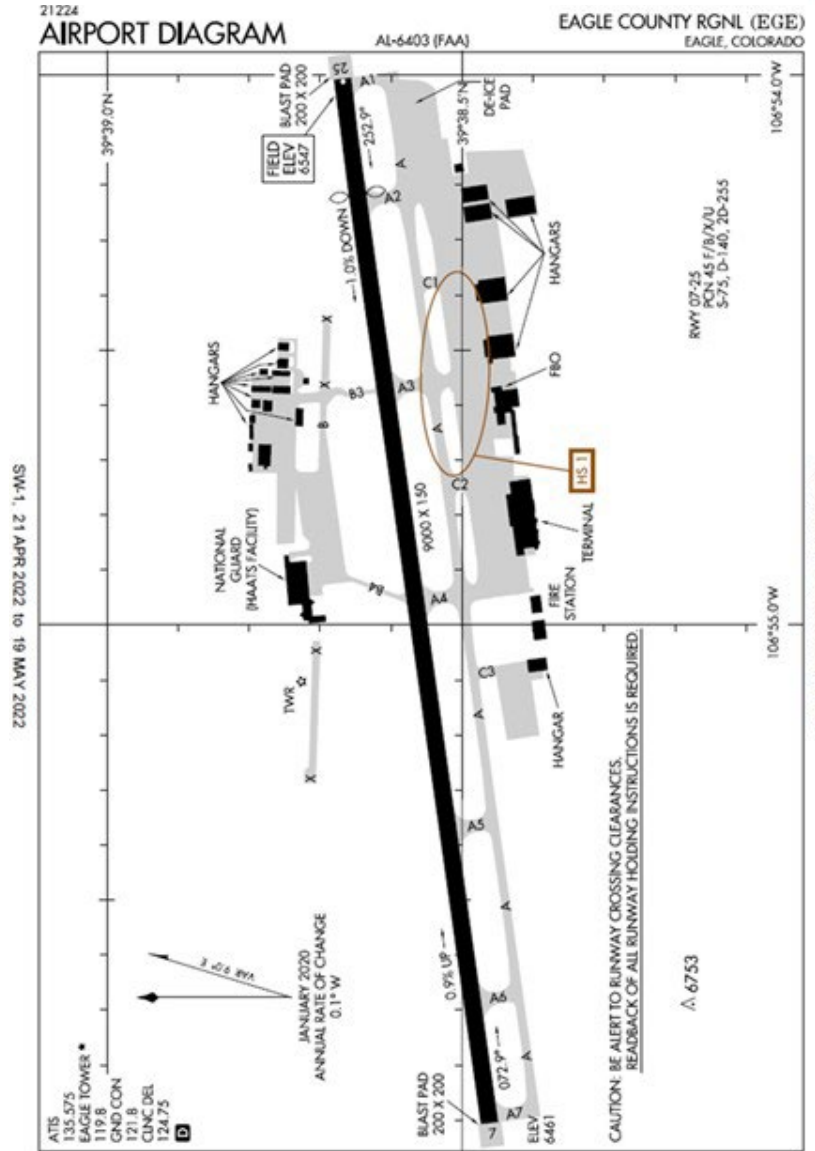 21224
AIRPORT DIAGRAM
AL-6403 (FAA)
EAGLE COUNTY RGNL (EGE)
EAGLE, COLORADO
ATIS
135.575
EAGLE TOWER *
119.8
GND CON
121.8
CLNC DEL
124.75
D
39°39.0'N
39°38.5'N
106°54.0'W
106°55.0'W
BLAST PAD
200 X 200
25
A1
DE-ICE
PAD
FIELD
ELEV
6547
252.9°
A
A2
1.0% DOWN
HANGARS
C1
X
X
HANGARS
B3
A3
B
A
FBO
RWY 07-25
PCN 45 F/B/X/U
S-75, D-140, 2D-255
HS 1
C2
9000 X 150
NATIONAL
GUARD
(HAATS FACILITY)
TERMINAL
B4
A4
FIRE
STATION
X
TWR
C3
A
HANGAR
X
A5
A
VAR 9.0° E
JANUARY 2020
ANNUAL RATE OF CHANGE
0.1° W
0.9% UP
A6
072.9°
A
6753
BLAST PAD
200 X 200
7
A7
ELEV
6461
CAUTION: BE ALERT TO RUNWAY CROSSING CLEARANCES.
READBACK OF ALL RUNWAY HOLDING INSTRUCTIONS IS REQUIRED.
SW-1, 21 APR 2022 to 19 MAY 2022